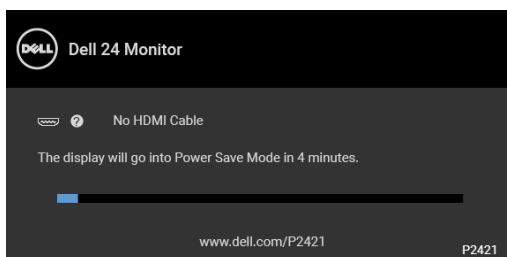 DELL Dell 24 Monitor
? No HDMI Cable
The display will go into Power Save Mode in 4 minutes.
www.dell.com/P2421
P2421